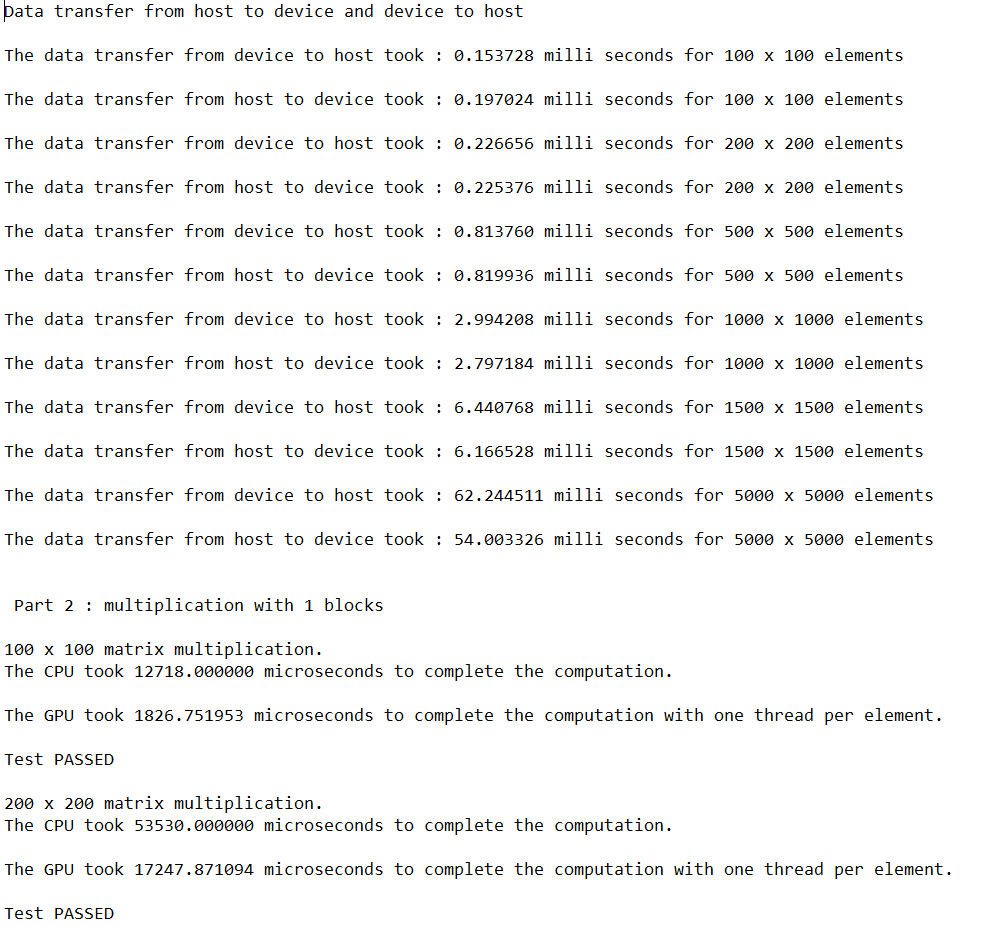 Data transfer from host to device and device to host
The data transfer from device to host took : 0.153728 milli seconds for 100 x 100 elements
The data transfer from host to device took : 0.197024 milli seconds for 100 x 100 elements
The data transfer from device to host took : 0.226656 milli seconds for 200 x 200 elements
The data transfer from host to device took : 0.225376 milli seconds for 200 x 200 elements
The data transfer from device to host took : 0.813760 milli seconds for 500 x 500 elements
The data transfer from host to device took : 0.819936 milli seconds for 500 x 500 elements
The data transfer from device to host took : 2.994208 milli seconds for 1000 x 1000 elements
The data transfer from host to device took : 2.797184 milli seconds for 1000 x 1000 elements
The data transfer from device to host took : 6.440768 milli seconds for 1500 x 1500 elements
The data transfer from host to device took : 6.166528 milli seconds for 1500 x 1500 elements
The data transfer from device to host took : 62.244511 milli seconds for 5000 x 5000 elements
The data transfer from host to device took : 54.003326 milli seconds for 5000 x 5000 elements
Part 2 : multiplication with 1 blocks
100 x 100 matrix multiplication.
The CPU took 12718.000000 microseconds to complete the computation.
The GPU took 1826.751953 microseconds to complete the computation with one thread per element.
Test PASSED
200 x 200 matrix multiplication.
The CPU took 53530.000000 microseconds to complete the computation.
The GPU took 17247.871094 microseconds to complete the computation with one thread per element.
Test PASSED